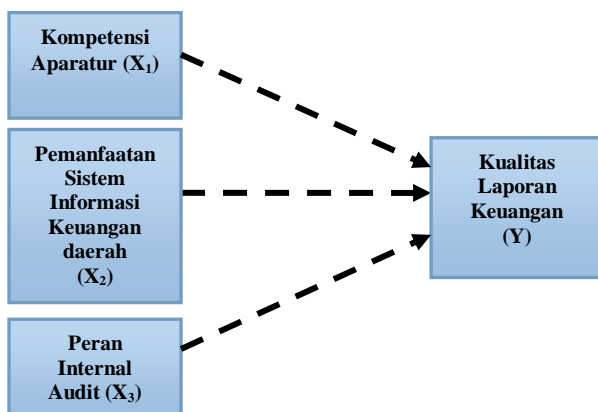 Kompetensi
Aparatur (X₁)
Pemanfaatan
Sistem
Informasi
Keuangan
daerah
(X₂)
Peran
Internal
Audit (X₃)
Kualitas
Laporan
Keuangan
(Y)